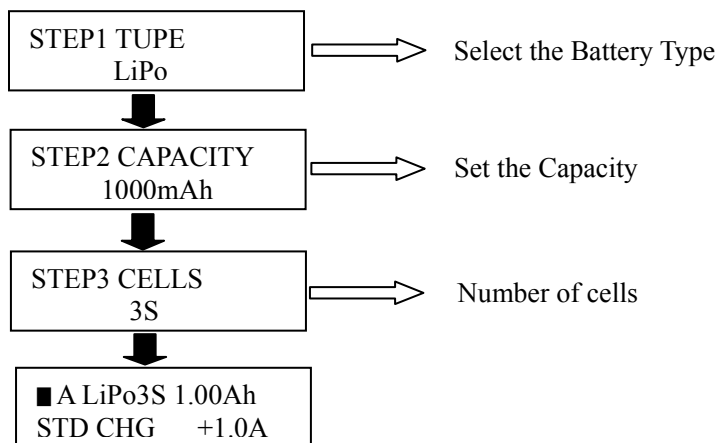 STEP1 TUPE
LiPo
Select the Battery Type
STEP2 CAPACITY
1000mAh
Set the Capacity
STEP3 CELLS
3S
Number of cells
■ A LiPo3S 1.00Ah
STD CHG +1.0A